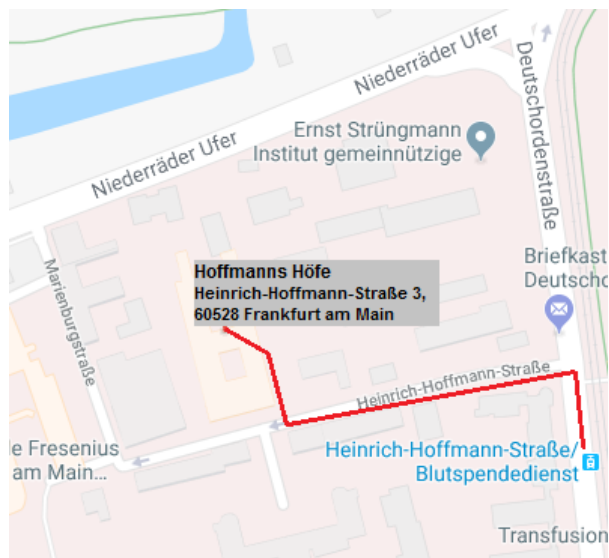 Niederräder Ufer
Deutschordenstraße
Ernst Strüngmann
Institut gemeinnützige
Niederräder Ufer
Marienburgstraße
Hoffmanns Höfe
Heinrich-Hoffmann-Straße 3,
60528 Frankfurt am Main
Briefkast
Deutscho
Heinrich-Hoffmann-Straße
le Fresenius
am Main...
Heinrich-Hoffmann-Straße/
Blutspendedienst
Transfusion